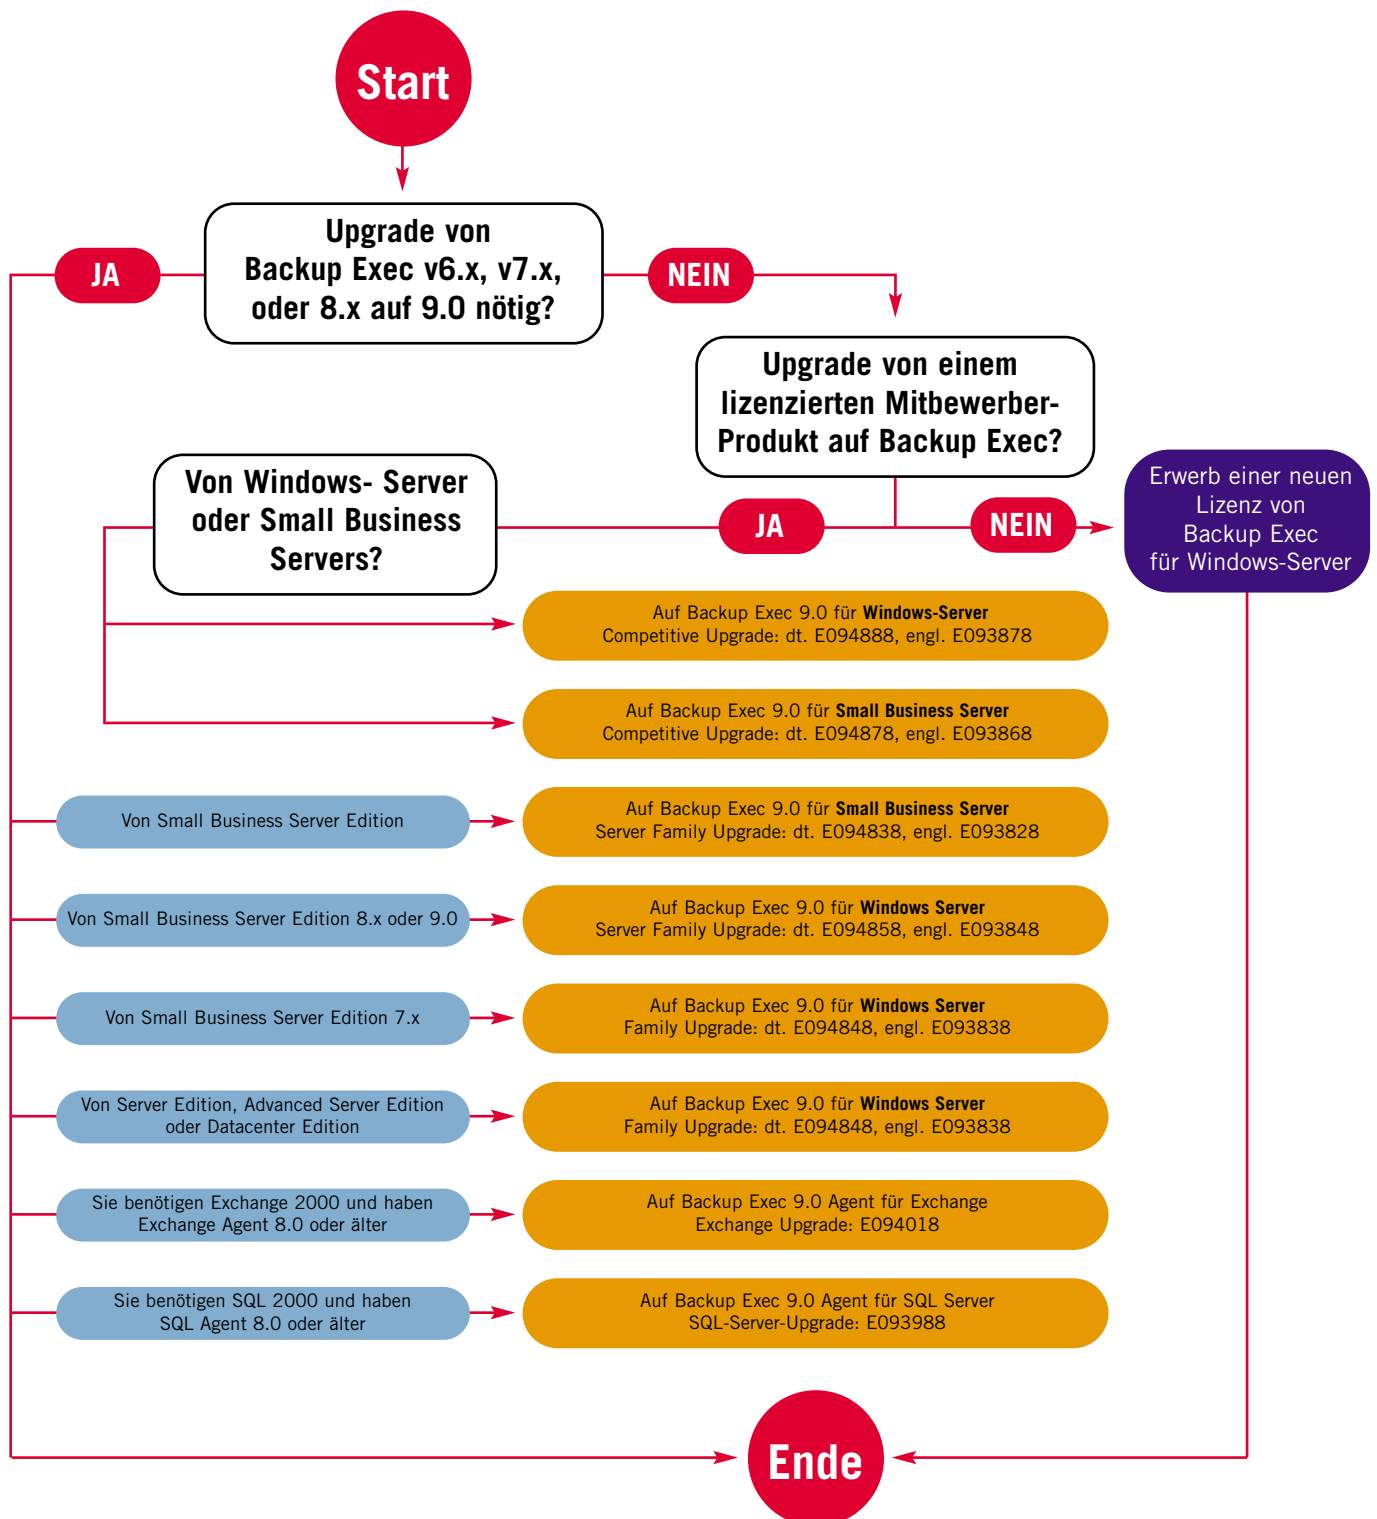 Start
Upgrade von
Backup Exec v6.x, v7.x,
oder 8.x auf 9.0 nötig?
JA
NEIN
Upgrade von einem
lizenzierten Mitbewerber-
Produkt auf Backup Exec?
Von Windows- Server
oder Small Business
Servers?
JA
NEIN
Erwerb einer neuen
Lizenz von
Backup Exec
für Windows-Server
Auf Backup Exec 9.0 für Windows-Server
Competitive Upgrade: dt. E094888, engl. E093878
Auf Backup Exec 9.0 für Small Business Server
Competitive Upgrade: dt. E094878, engl. E093868
Von Small Business Server Edition
Auf Backup Exec 9.0 für Small Business Server
Server Family Upgrade: dt. E094838, engl. E093828
Von Small Business Server Edition 8.x oder 9.0
Auf Backup Exec 9.0 für Windows Server
Server Family Upgrade: dt. E094858, engl. E093848
Von Small Business Server Edition 7.x
Auf Backup Exec 9.0 für Windows Server
Family Upgrade: dt. E094848, engl. E093838
Von Server Edition, Advanced Server Edition
oder Datacenter Edition
Auf Backup Exec 9.0 für Windows Server
Family Upgrade: dt. E094848, engl. E093838
Sie benötigen Exchange 2000 und haben
Exchange Agent 8.0 oder älter
Auf Backup Exec 9.0 Agent für Exchange
Exchange Upgrade: E094018
Sie benötigen SQL 2000 und haben
SQL Agent 8.0 oder älter
Auf Backup Exec 9.0 Agent für SQL Server
SQL-Server-Upgrade: E093988
Ende